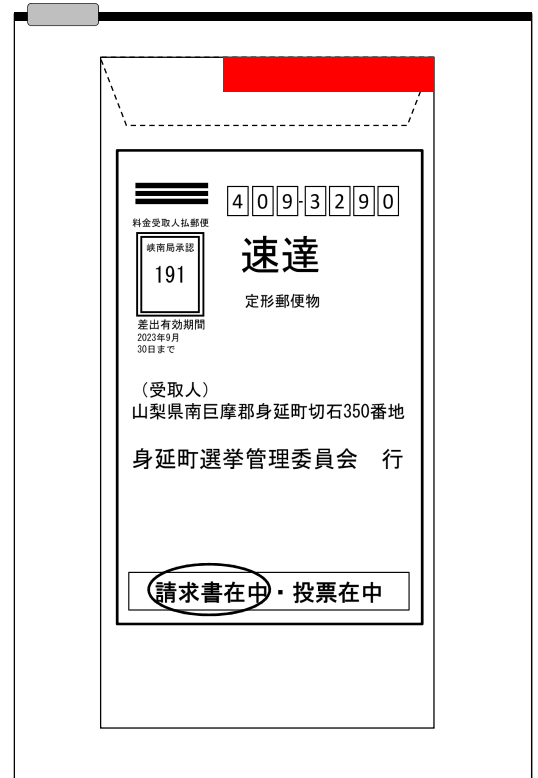 409-3290
料金受取人払郵便
峡南局承認
191
速達
定形郵便物
差出有効期間
2023年9月
30日まで
（受取人）
山梨県南巨摩郡身延町切石350番地
身延町選挙管理委員会　行
請求書在中・投票在中